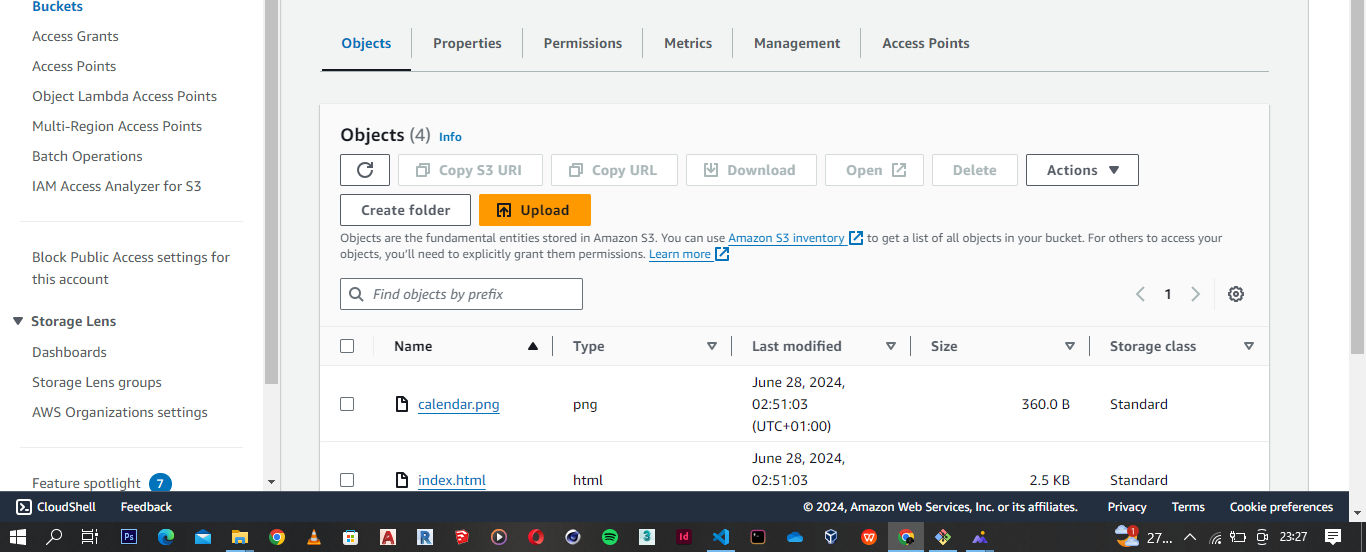 Buckets
Access Grants
Access Points
Object Lambda Access Points
Multi-Region Access Points
Batch Operations
IAM Access Analyzer for S3
Block Public Access settings for
this account
Storage Lens
Dashboards
Storage Lens groups
AWS Organizations settings
Feature spotlight 7
Objects Properties Permissions Metrics Management Access Points
Objects (4) Info
Copy S3 URI Copy URL Download Open Delete Actions
Create folder Upload
Objects are the fundamental entities stored in Amazon S3. You can use Amazon S3 inventory to get a list of all objects in your bucket. For others to access your
objects, you'll need to explicitly grant them permissions. Learn more
Find objects by prefix 1
Name Type Last modified Size Storage class
calendar.png png June 28, 2024, 360.0 B Standard
02:51:03
(UTC+01:00)
index.html html June 28, 2024, 2.5 KB Standard
02:51:03
CloudShell Feedback © 2024, Amazon Web Services, Inc. or its affiliates. Privacy Terms Cookie preferences
Ps A R 3 Id W 1 27... 23:27